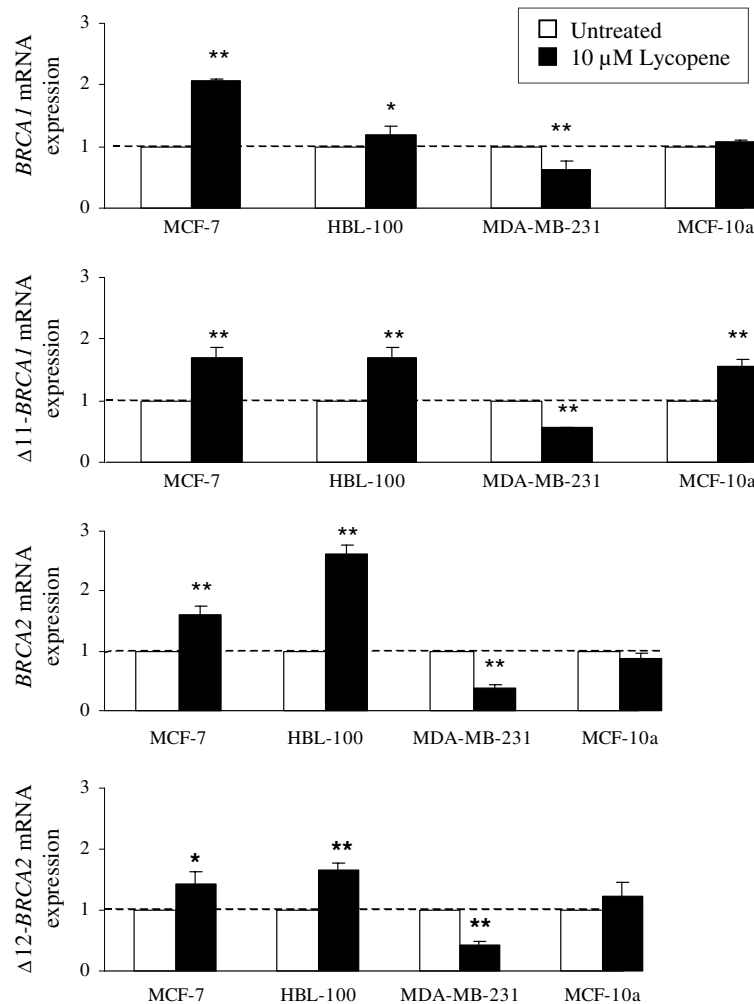 Untreated
10 µM Lycopene
BRCA1 mRNA
expression
3
2
1
0
**
*
**
MCF-7 HBL-100 MDA-MB-231 MCF-10a
Δ11-BRCA1 mRNA
expression
3
2
1
0
** ** ** **
MCF-7 HBL-100 MDA-MB-231 MCF-10a
BRCA2 mRNA
expression
3
2
1
0
** ** **
MCF-7 HBL-100 MDA-MB-231 MCF-10a
Δ12-BRCA2 mRNA
expression
3
2
1
0
* ** **
MCF-7 HBL-100 MDA-MB-231 MCF-10a